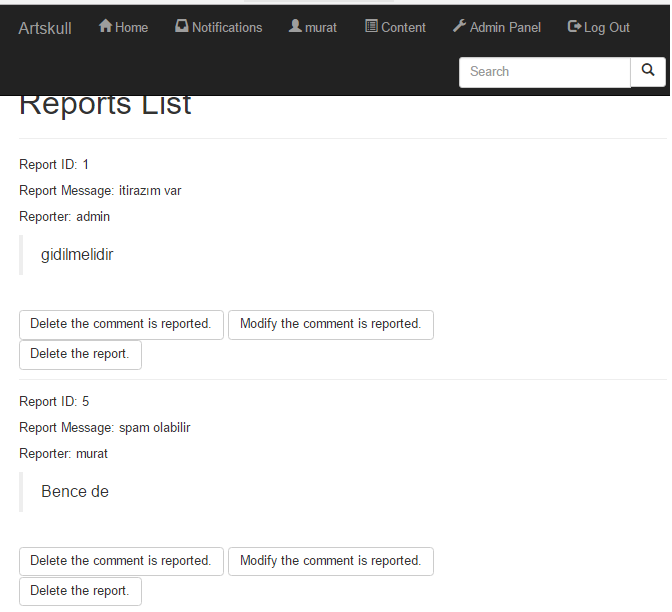 Artskull Home Notifications murat Content Admin Panel Log Out
Search
Reports List
Report ID: 1
Report Message: itirazım var
Reporter: admin
gidilmelidir
Delete the comment is reported. Modify the comment is reported.
Delete the report.
Report ID: 5
Report Message: spam olabilir
Reporter: murat
Bence de
Delete the comment is reported. Modify the comment is reported.
Delete the report.